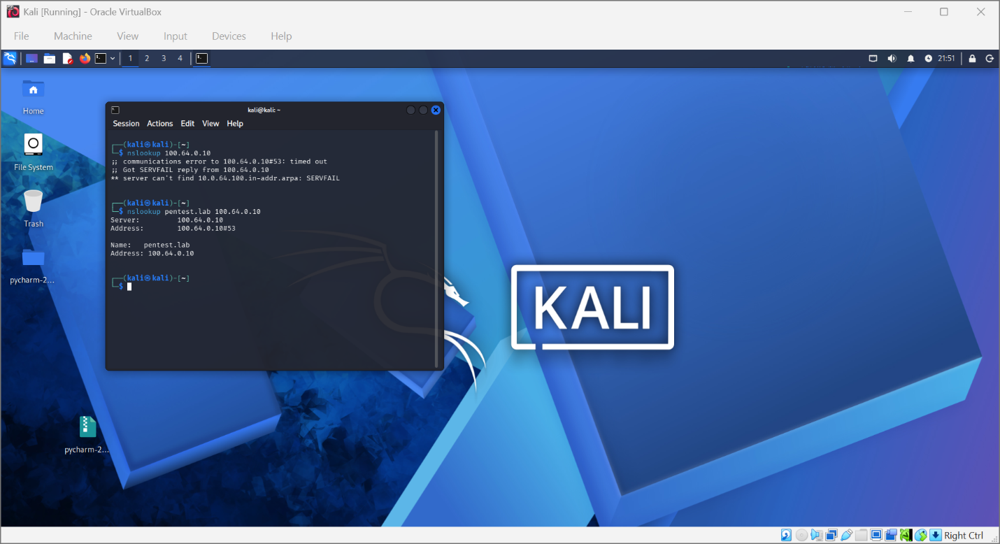 Kali [Running] - Oracle VirtualBox
File Machine View Input Devices Help
1 2 3 4 21:51
Home
File System
Trash
pycharm-2...
pycharm-2...
kali@kali: ~
Session Actions Edit View Help
┌──(kali㉿kali)-[~]
└─$ nslookup 100.64.0.10
;; communications error to 100.64.0.10#53: timed out
;; Got SERVFAIL reply from 100.64.0.10
** server can't find 10.0.64.100.in-addr.arpa: SERVFAIL
┌──(kali㉿kali)-[~]
└─$ nslookup pentest.lab 100.64.0.10
Server: 100.64.0.10
Address: 100.64.0.10#53
Name: pentest.lab
Address: 100.64.0.10
┌──(kali㉿kali)-[~]
└─$
KALI
Right Ctrl